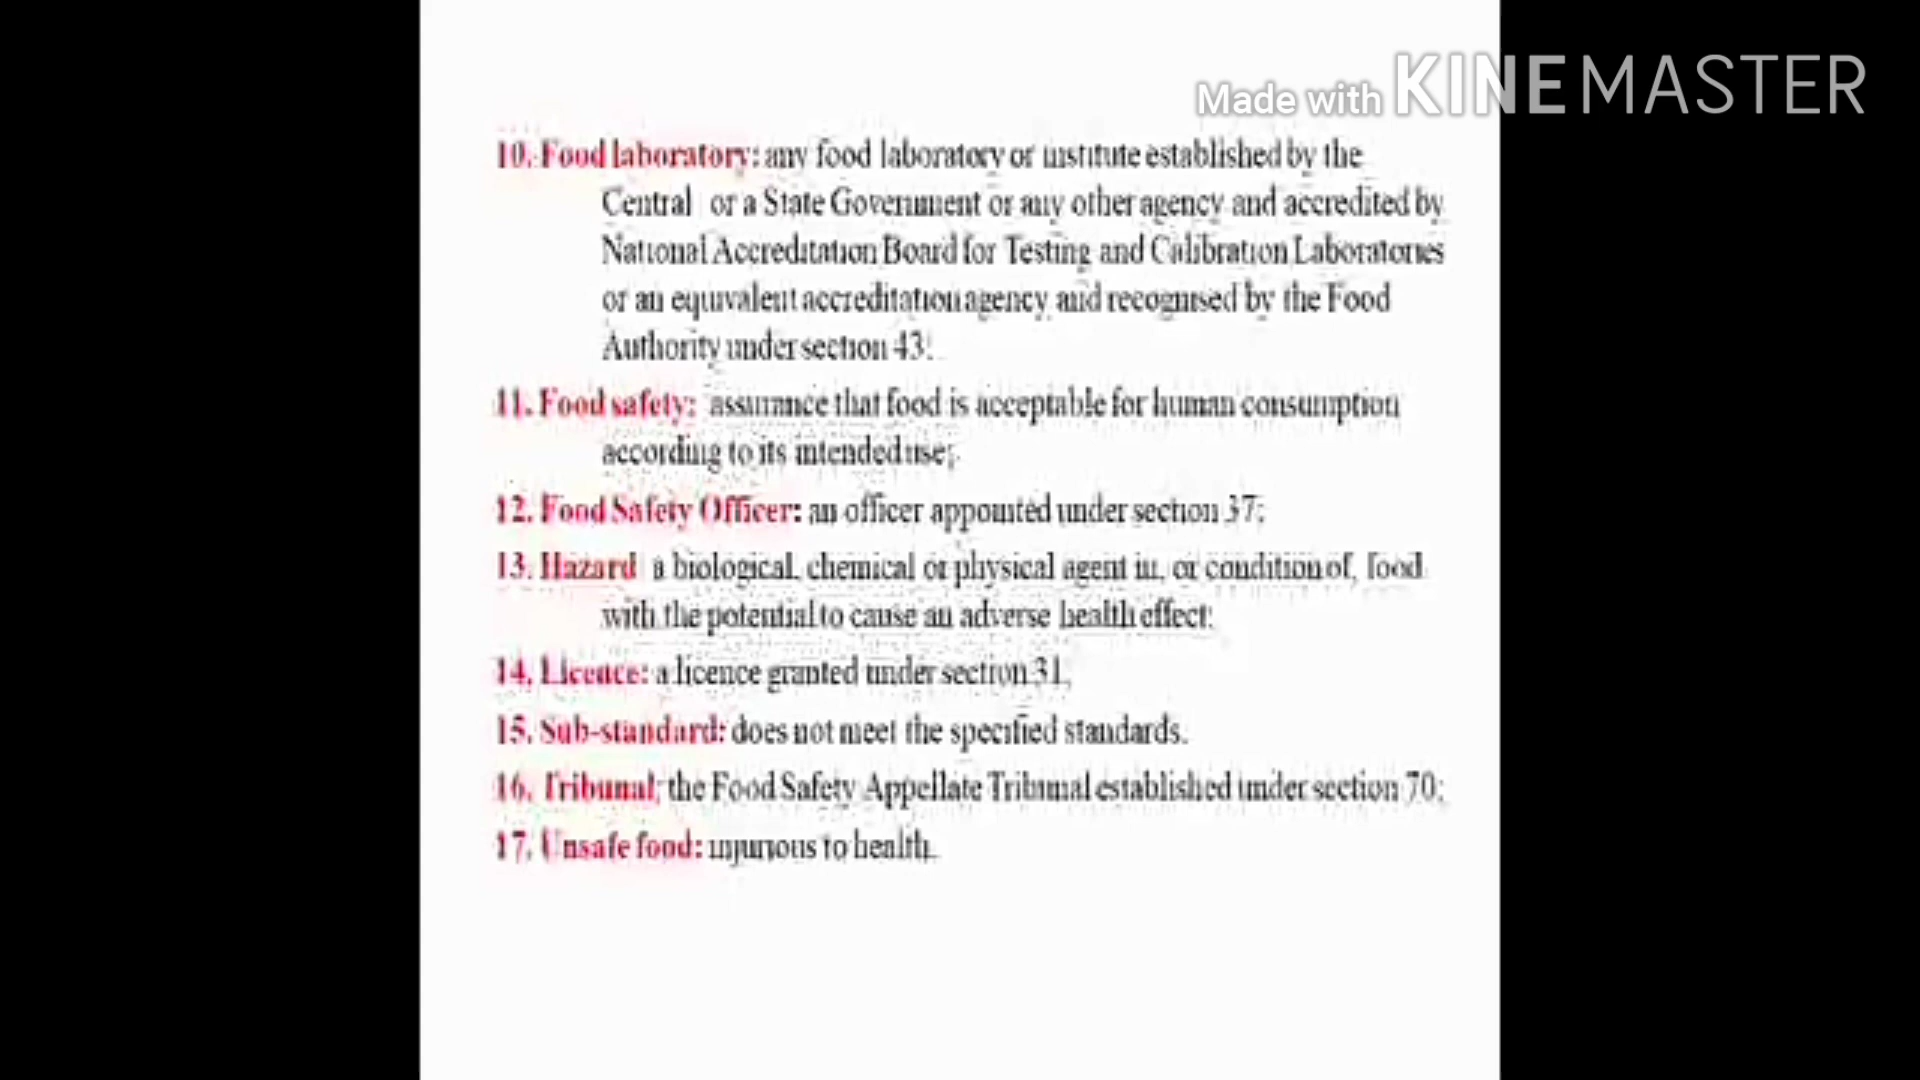 Made with KINEMASTER
10. Food laboratory: any food laboratory or institute established by the
Central or a State Government or any other agency and accredited by
National Accreditation Board for Testing and Calibration Laboratories
or an equivalent accreditation agency and recognised by the Food
Authority under section 43;
11. Food safety: assurance that food is acceptable for human consumption
according to its intended use;
12. Food Safety Officer: an officer appointed under section 37;
13. Hazard a biological, chemical or physical agent in, or condition of, food
with the potential to cause an adverse health effect;
14. Licence: a licence granted under section 31;
15. Sub-standard: does not meet the specified standards.
16. Tribunal; the Food Safety Appellate Tribunal established under section 70;
17. Unsafe food: injurious to health.